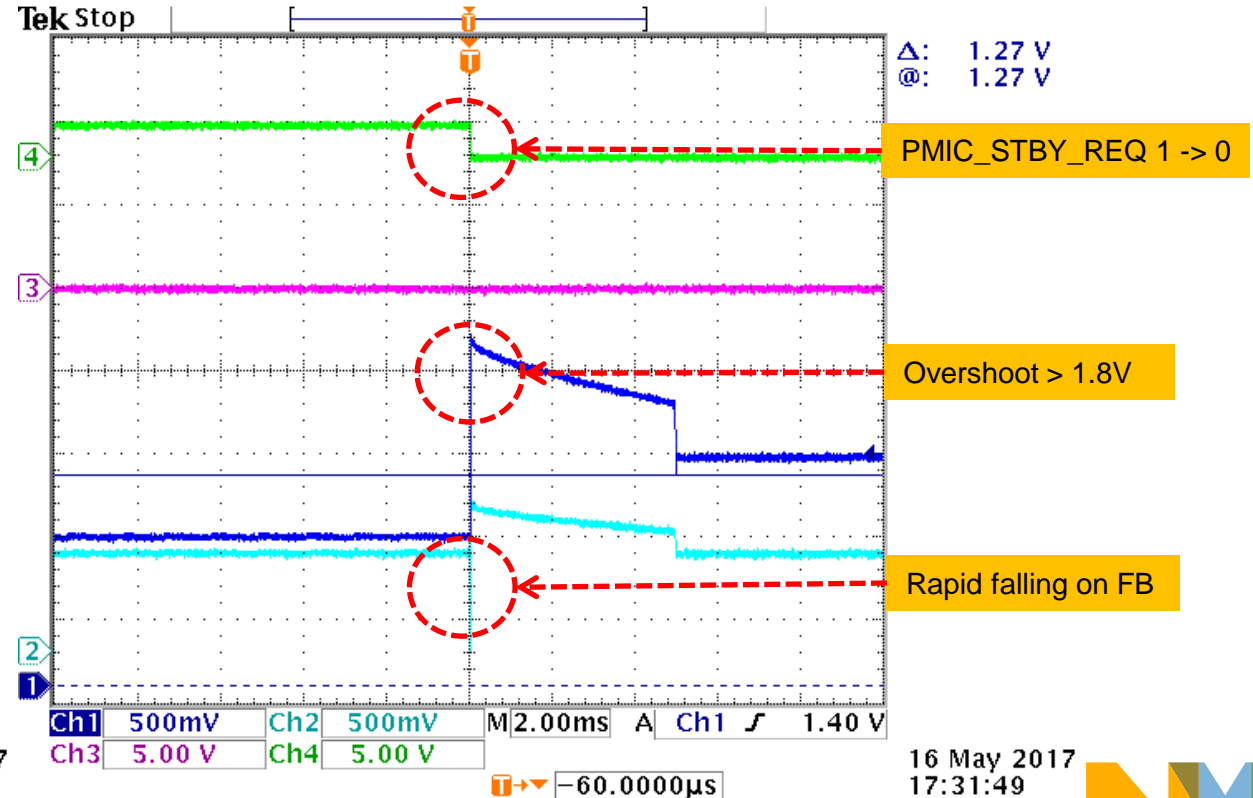 Tek Stop
T
T
Δ: 1.27 V
@: 1.27 V
4
PMIC_STBY_REQ 1 -> 0
3
Overshoot > 1.8V
Rapid falling on FB
2
1
Ch1 500mV Ch2 500mV M 2.00ms A Ch1 1.40 V
Ch3 5.00 V Ch4 5.00 V
T -60.0000µs
16 May 2017
17:31:49